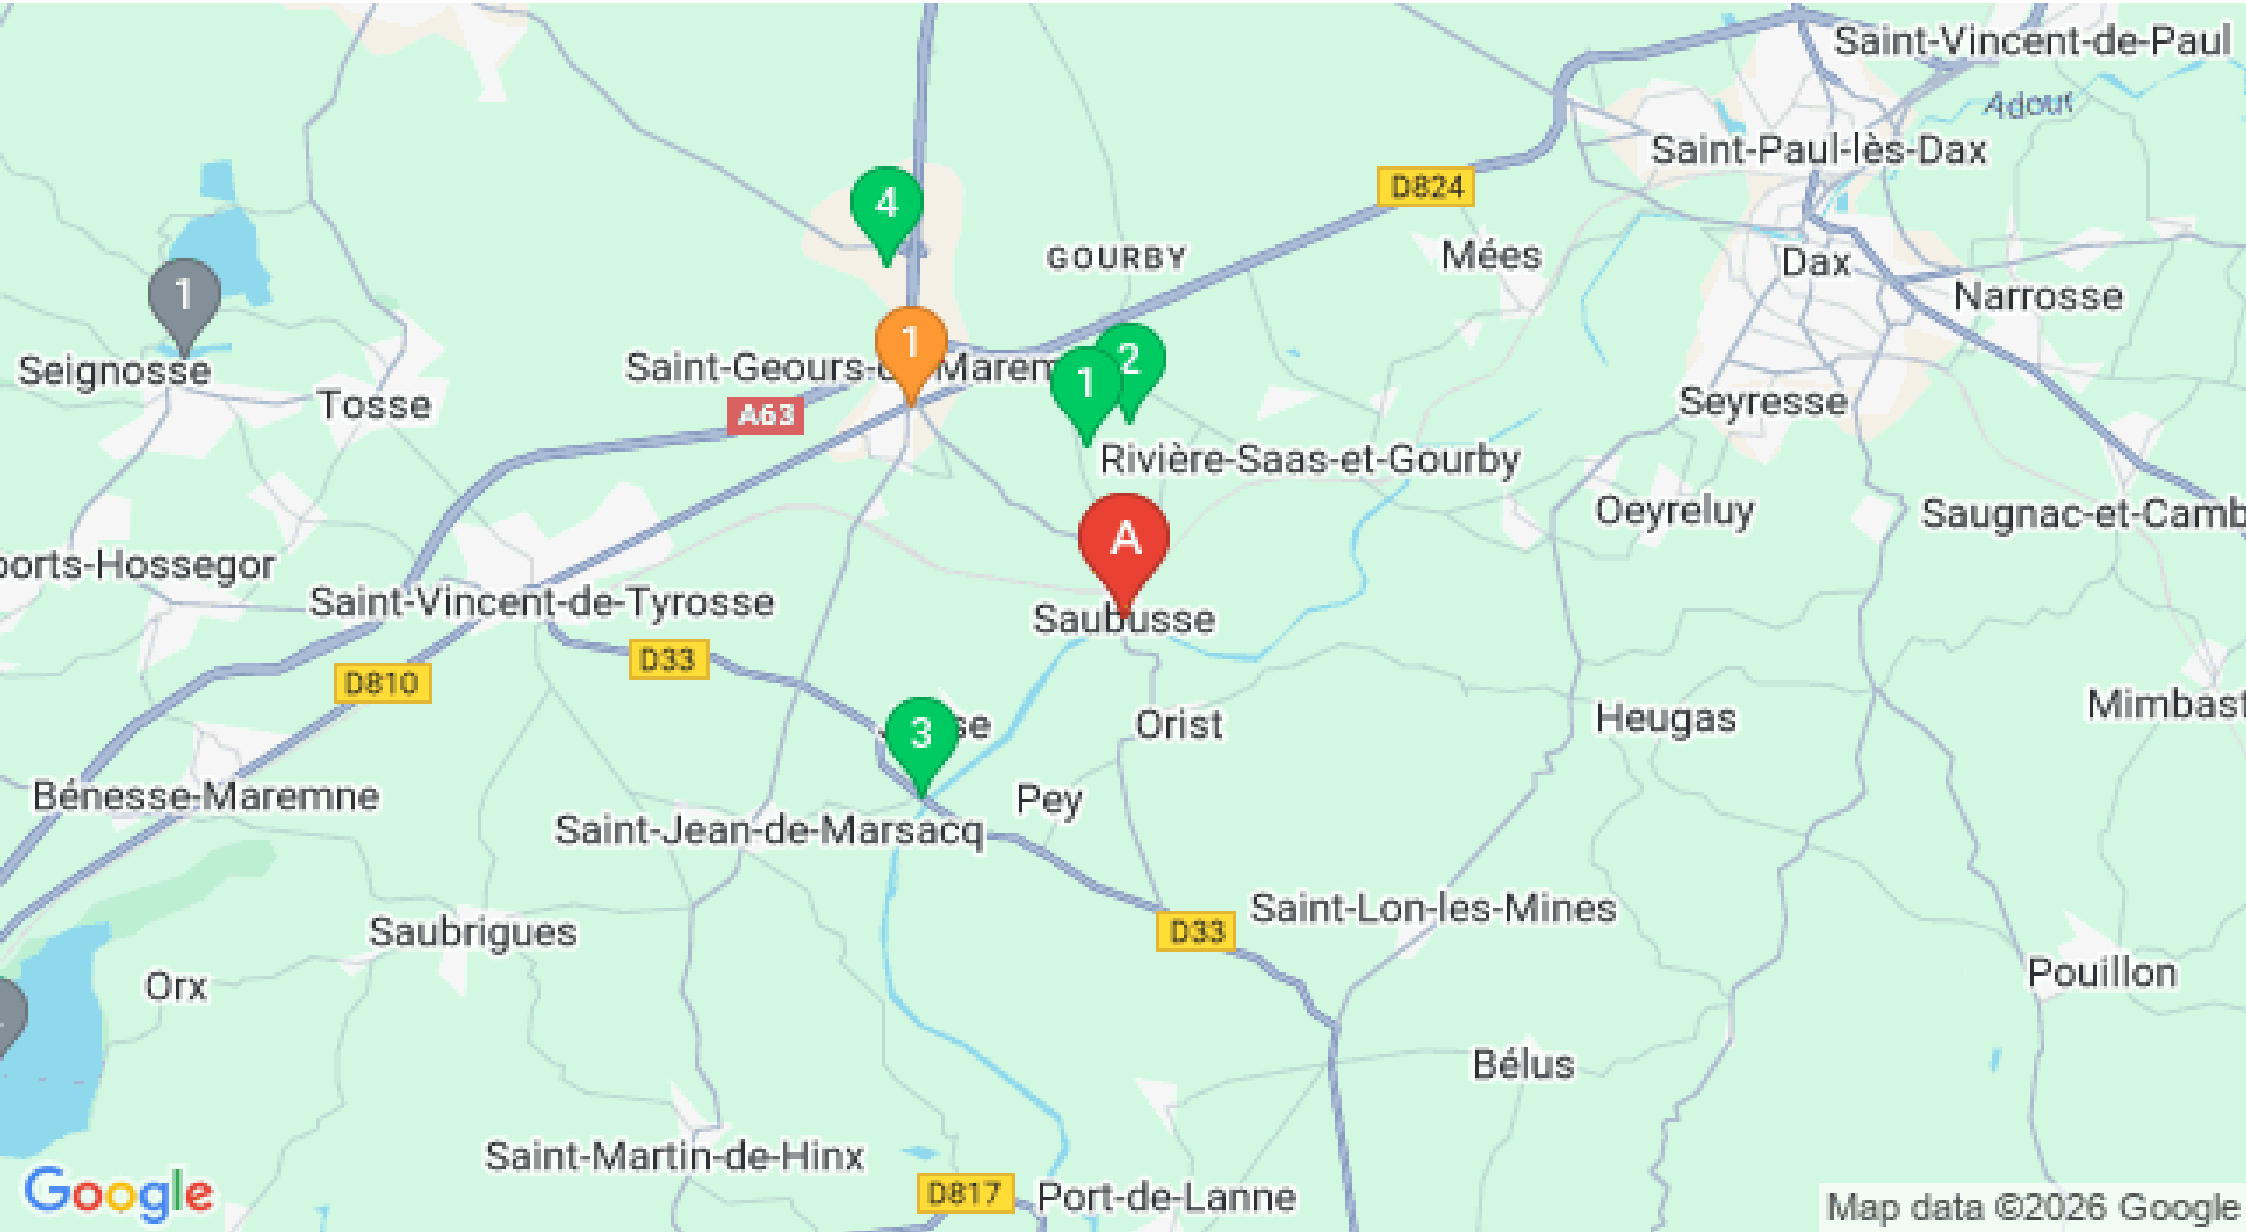 Saint-Vincent-de-Paul
Adour
Saint-Paul-lès-Dax
D824
4
GOURBY
Mées
Dax
Narrosse
1
Seignosse
Tosse
1
Saint-Geours-
Marem
A63
1
2
Seyresse
Rivière-Saas-et-Gourby
Oeyreluy
Saugnac-et-Camb
A
orts-Hossegor
Saint-Vincent-de-Tyrosse
Saubusse
D33
D810
3
se
Orist
Heugas
Mimbast
Bénesse-Maremne
Pey
Saint-Jean-de-Marsacq
Saint-Lon-les-Mines
D33
Saubrigues
Orx
Pouillon
Bélus
Saint-Martin-de-Hinx
D817
Port-de-Lanne
Google
Map data ©2026 Google